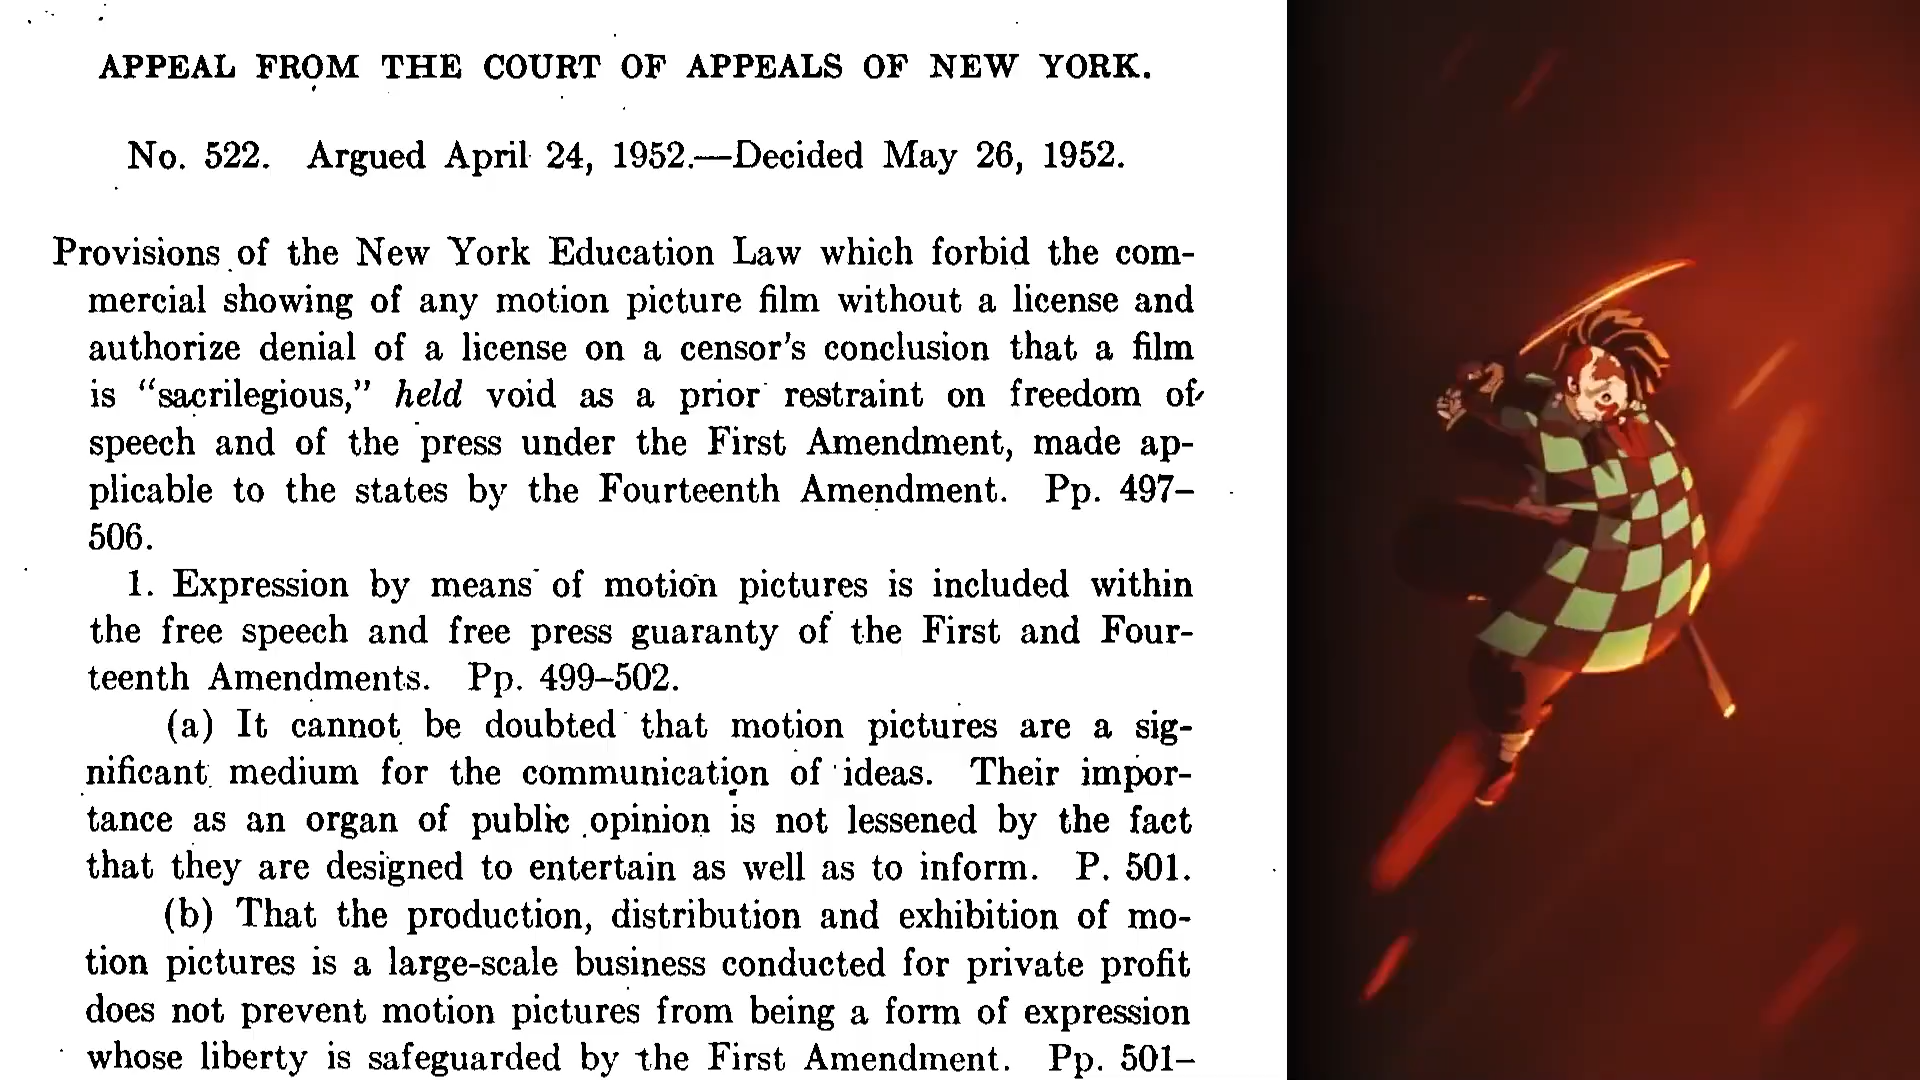 APPEAL FROM THE COURT OF APPEALS OF NEW YORK.
No. 522. Argued April 24, 1952.—Decided May 26, 1952.
Provisions of the New York Education Law which forbid the com-
mercial showing of any motion picture film without a license and
authorize denial of a license on a censor's conclusion that a film
is “sacrilegious,” held void as a prior restraint on freedom of
speech and of the press under the First Amendment, made ap-
plicable to the states by the Fourteenth Amendment. Pp. 497–
506.
1. Expression by means of motion pictures is included within
the free speech and free press guaranty of the First and Four-
teenth Amendments. Pp. 499–502.
(a) It cannot be doubted that motion pictures are a sig-
nificant medium for the communication of ideas. Their impor-
tance as an organ of public opinion is not lessened by the fact
that they are designed to entertain as well as to inform. P. 501.
(b) That the production, distribution and exhibition of mo-
tion pictures is a large-scale business conducted for private profit
does not prevent motion pictures from being a form of expression
whose liberty is safeguarded by the First Amendment. Pp. 501–